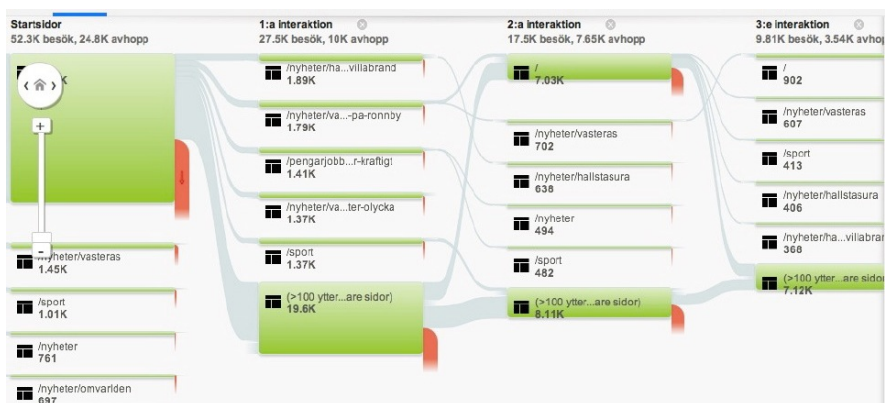 Startsidor
52.3K besök, 24.8K avhopp
K
+
-
/nyheter/vasteras
1.45K
/sport
1.01K
/nyheter
761
/nyheter/omvarlden
697
1:a interaktion
27.5K besök, 10K avhopp
/nyheter/ha...villabrand
1.89K
/nyheter/va...-pa-ronnby
1.79K
/pengarjobb...r-kraftigt
1.41K
/nyheter/va...ter-olycka
1.37K
/sport
1.37K
(>100 ytter...are sidor)
19.6K
2:a interaktion
17.5K besök, 7.65K avhopp
/
7.03K
/nyheter/vasteras
702
/nyheter/hallstasura
638
/nyheter
494
/sport
482
(>100 ytter...are sidor)
8.11K
3:e interaktion
9.81K besök, 3.54K avhop
/
902
/nyheter/vasteras
607
/sport
413
/nyheter/hallstasura
406
/nyheter/ha...villabran
368
(>100 ytter...are sidor
7.12K